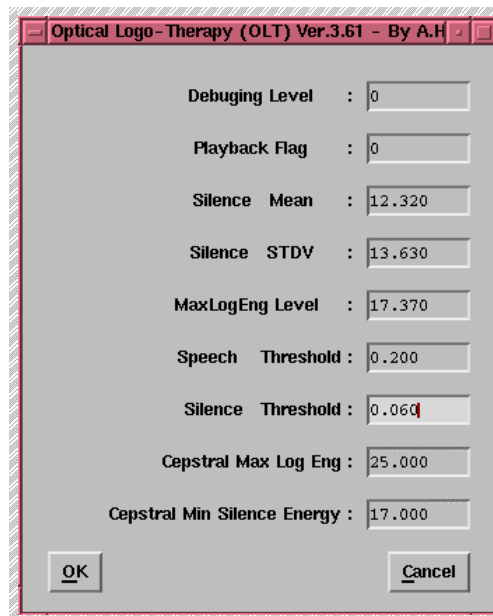 Optical Logo-Therapy (OLT) Ver.3.61 - By A.H
Debuging Level : 0
Playback Flag : 0
Silence Mean : 12.320
Silence STDV : 13.630
MaxLogEng Level : 17.370
Speech Threshold : 0.200
Silence Threshold : 0.060
Cepstral Max Log Eng : 25.000
Cepstral Min Silence Energy : 17.000
OK Cancel